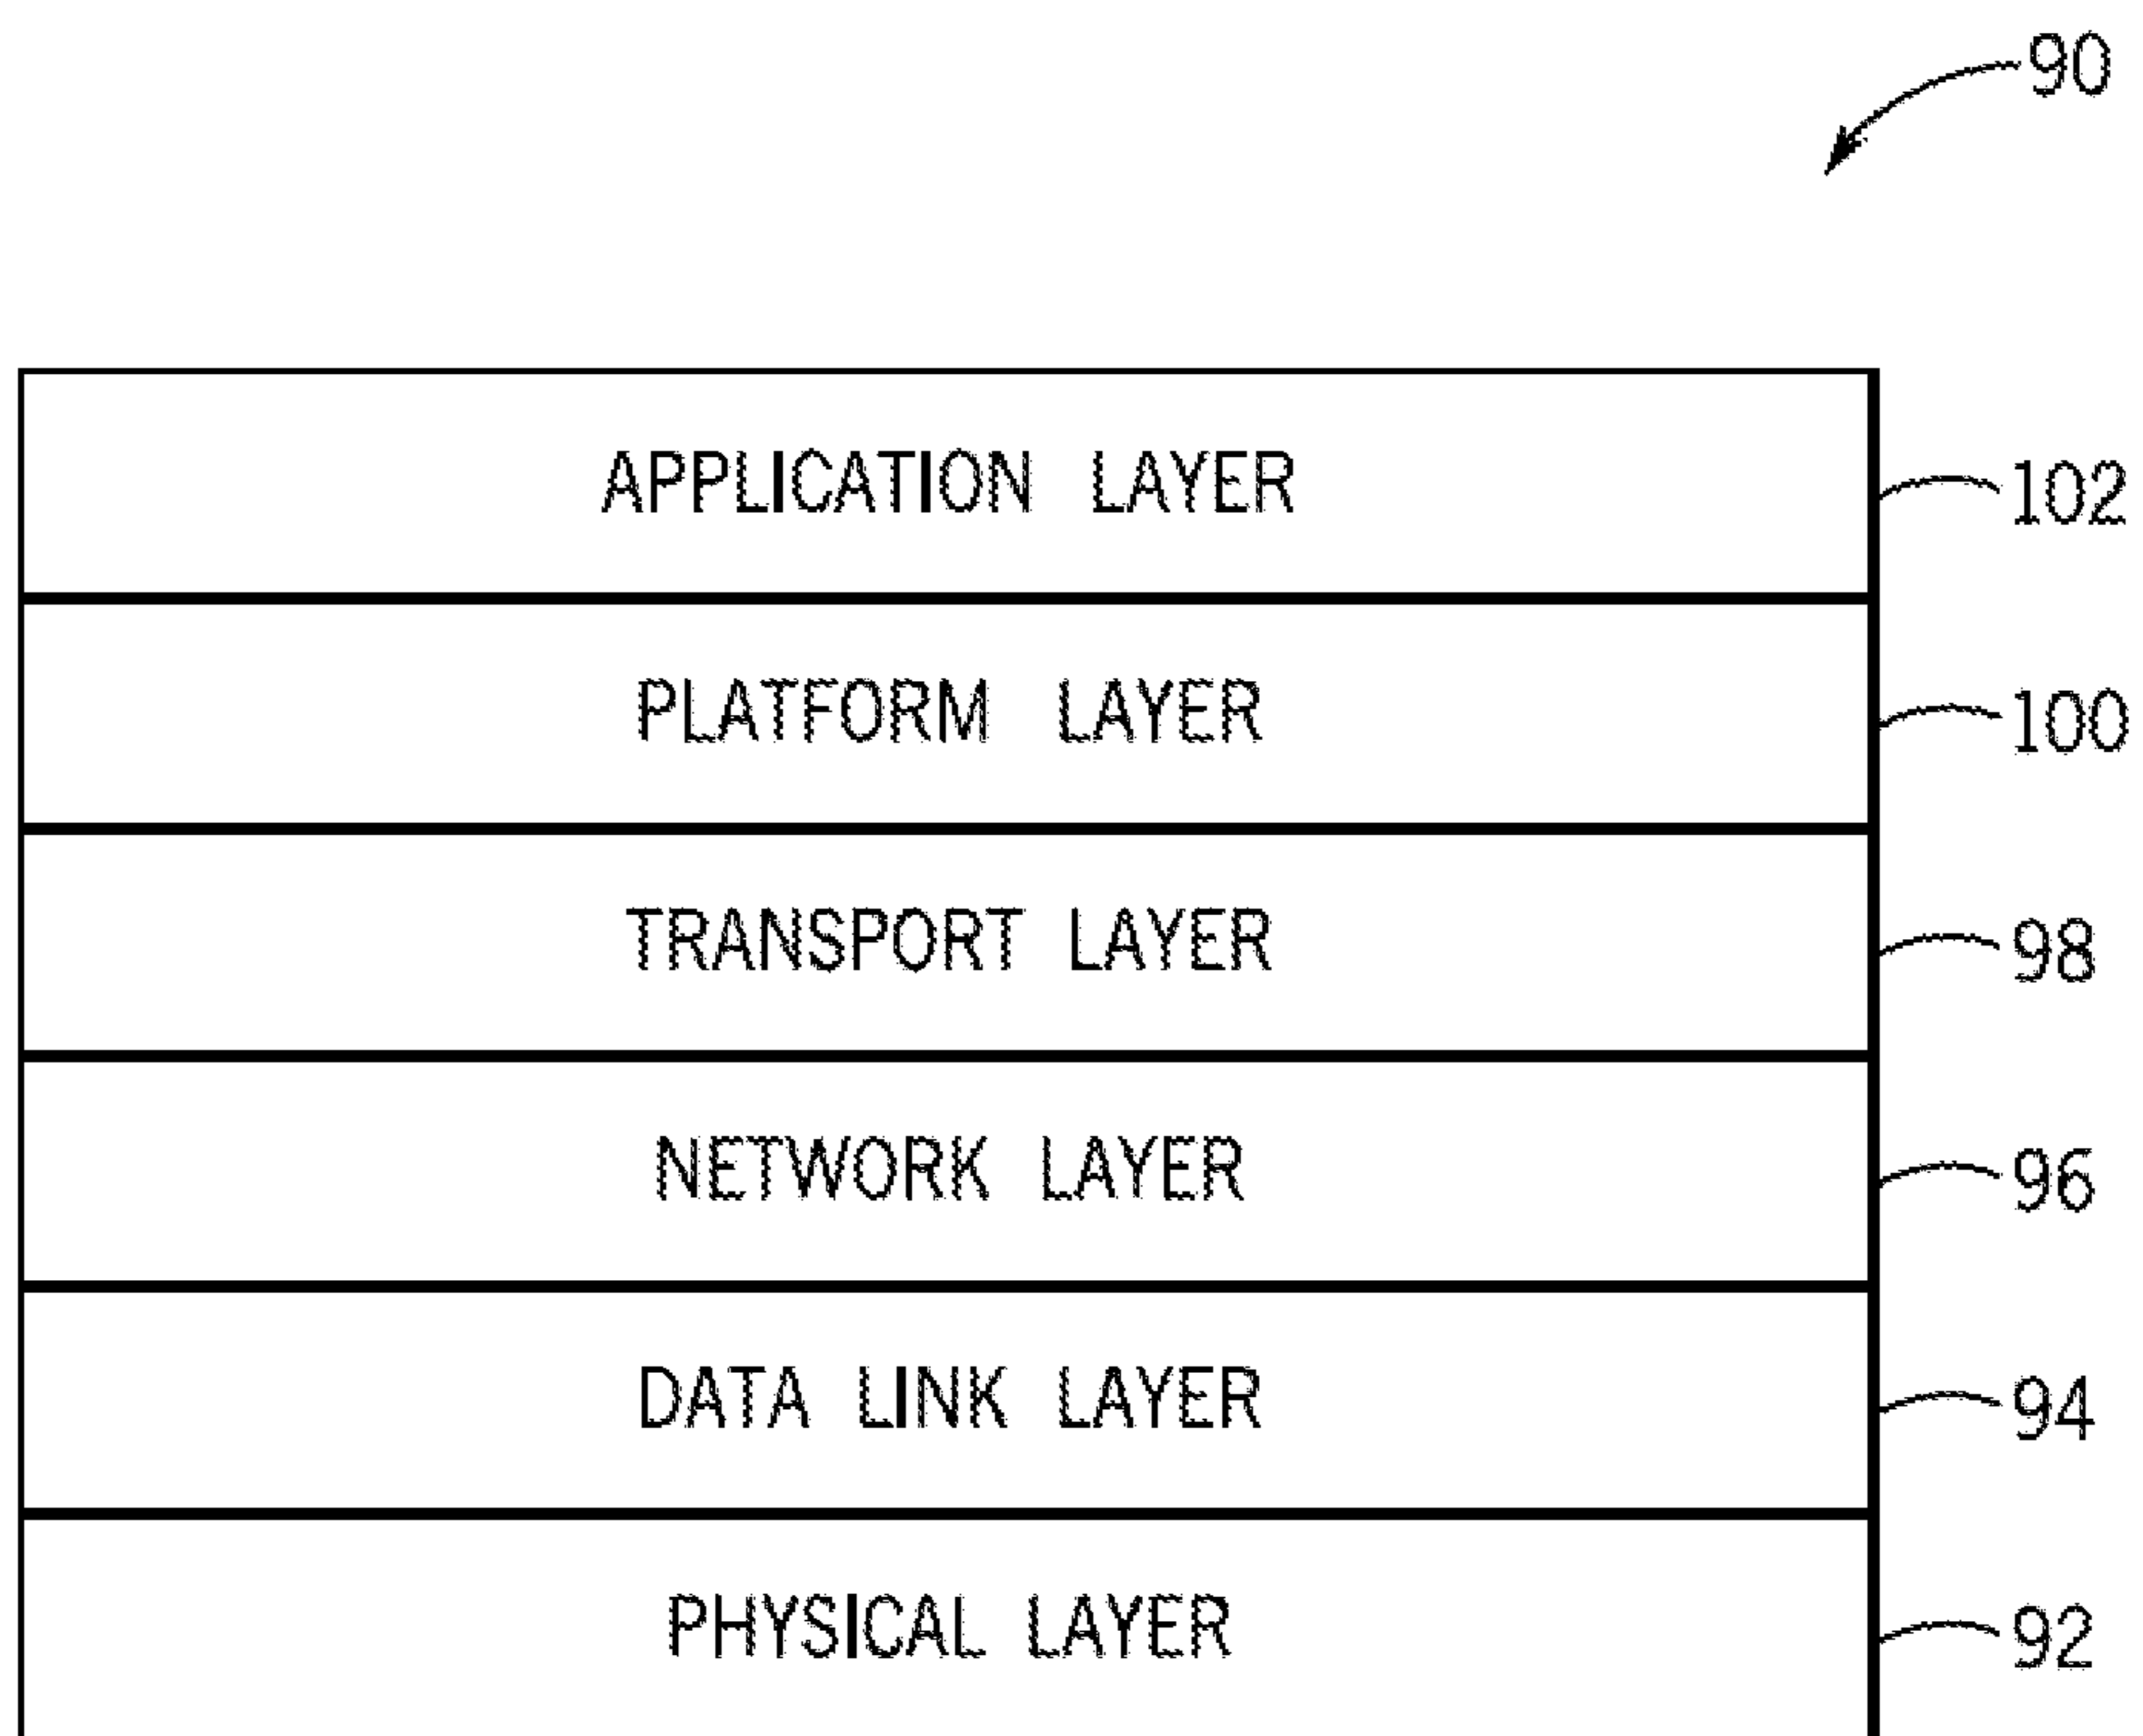 90
APPLICATION LAYER 102
PLATFORM LAYER 100
TRANSPORT LAYER 98
NETWORK LAYER 96
DATA LINK LAYER 94
PHYSICAL LAYER 92